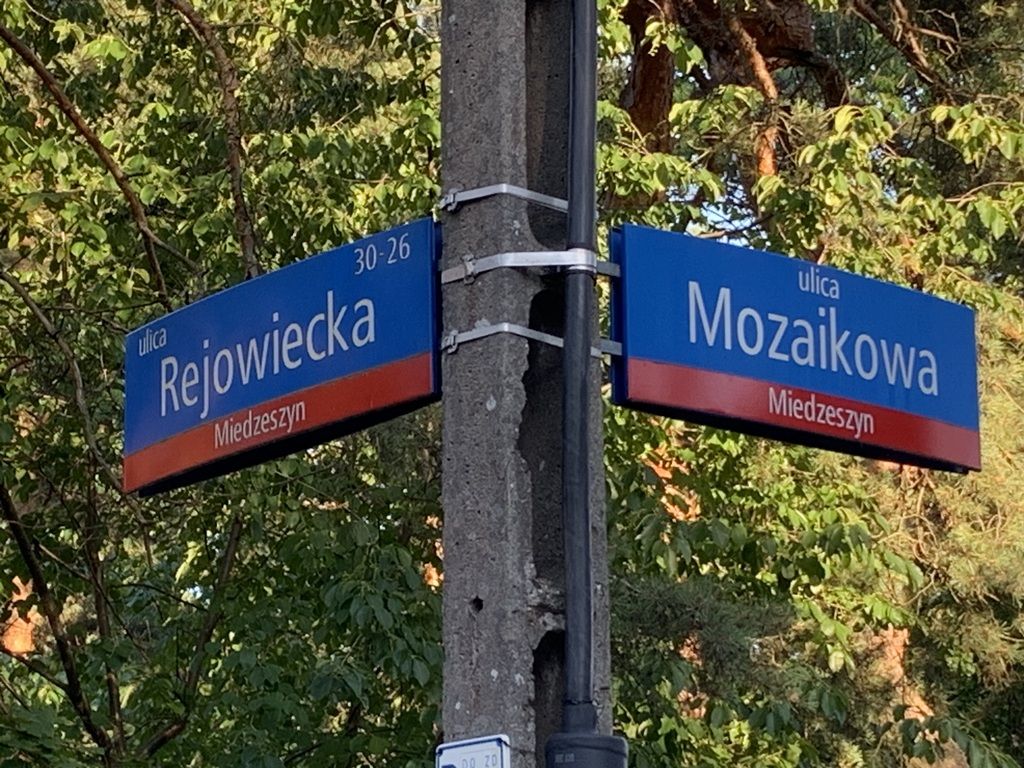 30-26
ulica
Rejowiecka
Miedzeszyn
ulica
Mozaikowa
Miedzeszyn